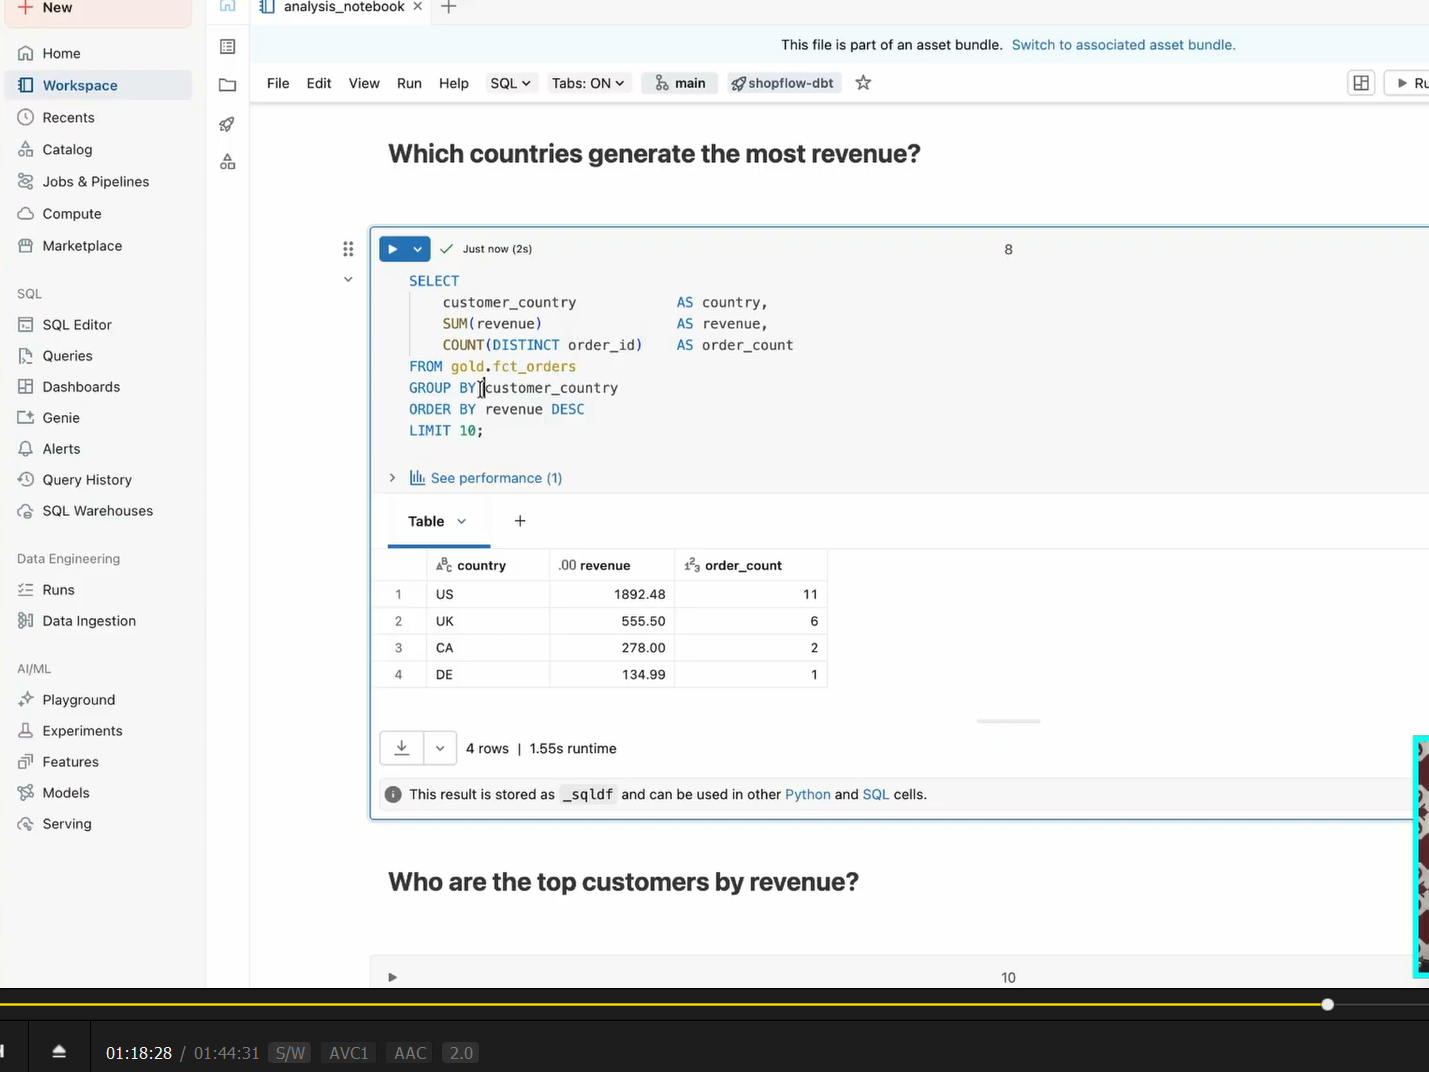 New
analysis_notebook
This file is part of an asset bundle. Switch to associated asset bundle.
Home
Workspace
File Edit View Run Help SQL Tabs: ON main shopflow-dbt
Recents
Catalog
Jobs & Pipelines
Compute
Marketplace
SQL
SQL Editor
Queries
Dashboards
Genie
Alerts
Query History
SQL Warehouses
Data Engineering
Runs
Data Ingestion
AI/ML
Playground
Experiments
Features
Models
Serving
Which countries generate the most revenue?
Just now (2s) 8
SELECT
customer_country AS country,
SUM(revenue) AS revenue,
COUNT(DISTINCT order_id) AS order_count
FROM gold.fct_orders
GROUP BY customer_country
ORDER BY revenue DESC
LIMIT 10;
See performance (1)
Table
country .00 revenue order_count
1 US 1892.48 11
2 UK 555.50 6
3 CA 278.00 2
4 DE 134.99 1
4 rows | 1.55s runtime
This result is stored as _sqldf and can be used in other Python and SQL cells.
Who are the top customers by revenue?
10
01:18:28 / 01:44:31 S/W AVC1 AAC 2.0